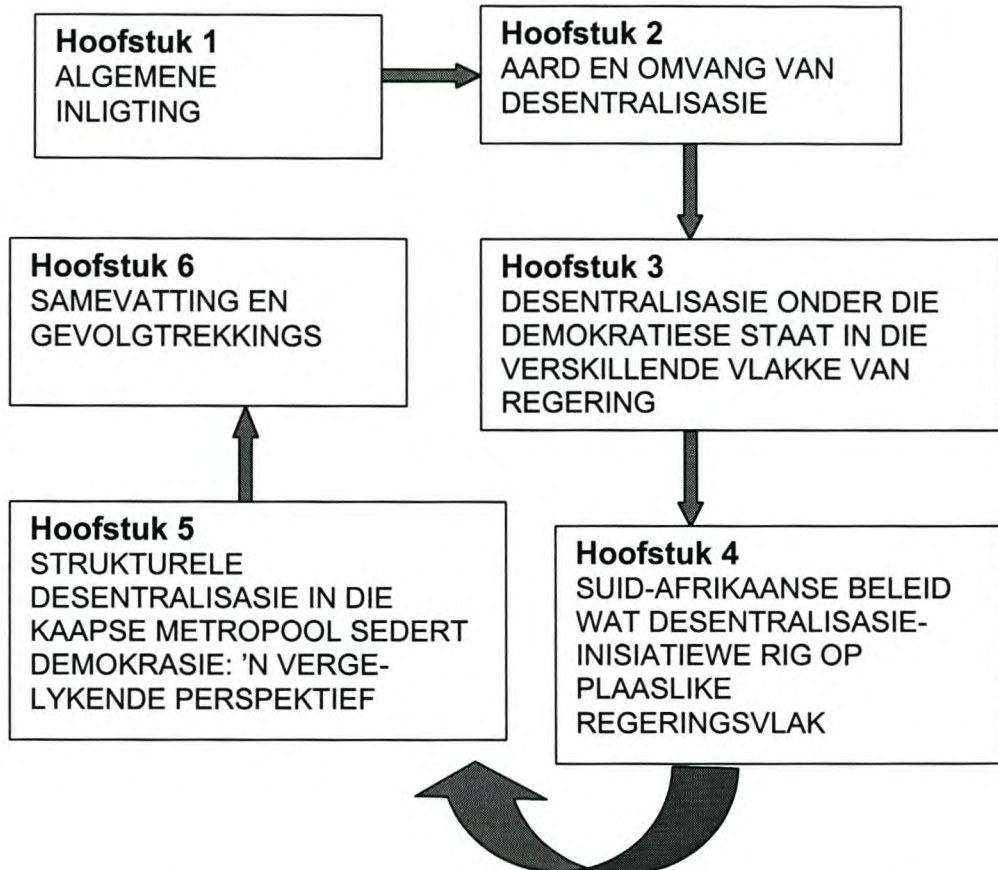 Hoofstuk 1
ALGEMENE
INLIGTING
Hoofstuk 2
AARD EN OMVANG VAN
DESENTRALISASIE
Hoofstuk 3
DESENTRALISASIE ONDER DIE
DEMOKRATIESE STAAT IN DIE
VERSKILLENDE VLAKKE VAN
REGERING
Hoofstuk 4
SUID-AFRIKAANSE BELEID
WAT DESENTRALISASIE-
INISIATIEWE RIG OP
PLAASLIKE
REGERINGSVLAK
Hoofstuk 5
STRUKTURELE
DESENTRALISASIE IN DIE
KAAPSE METROPOOL SEDERT
DEMOKRASIE: ’N VERGE-
LYKENDE PERSPEKTIEF
Hoofstuk 6
SAMEVATTING EN
GEVOLGTREKKINGS